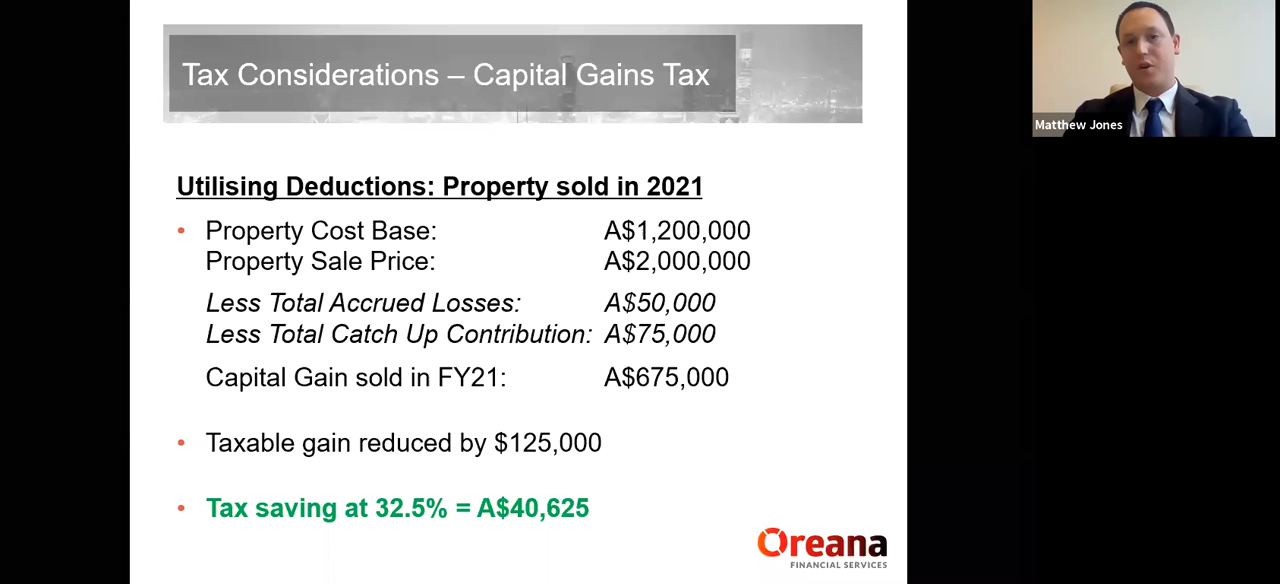 Tax Considerations – Capital Gains Tax
Matthew Jones
Utilising Deductions: Property sold in 2021
• Property Cost Base: A$1,200,000
Property Sale Price: A$2,000,000
Less Total Accrued Losses: A$50,000
Less Total Catch Up Contribution: A$75,000
Capital Gain sold in FY21: A$675,000
• Taxable gain reduced by $125,000
• Tax saving at 32.5% = A$40,625
Oreana
FINANCIAL SERVICES